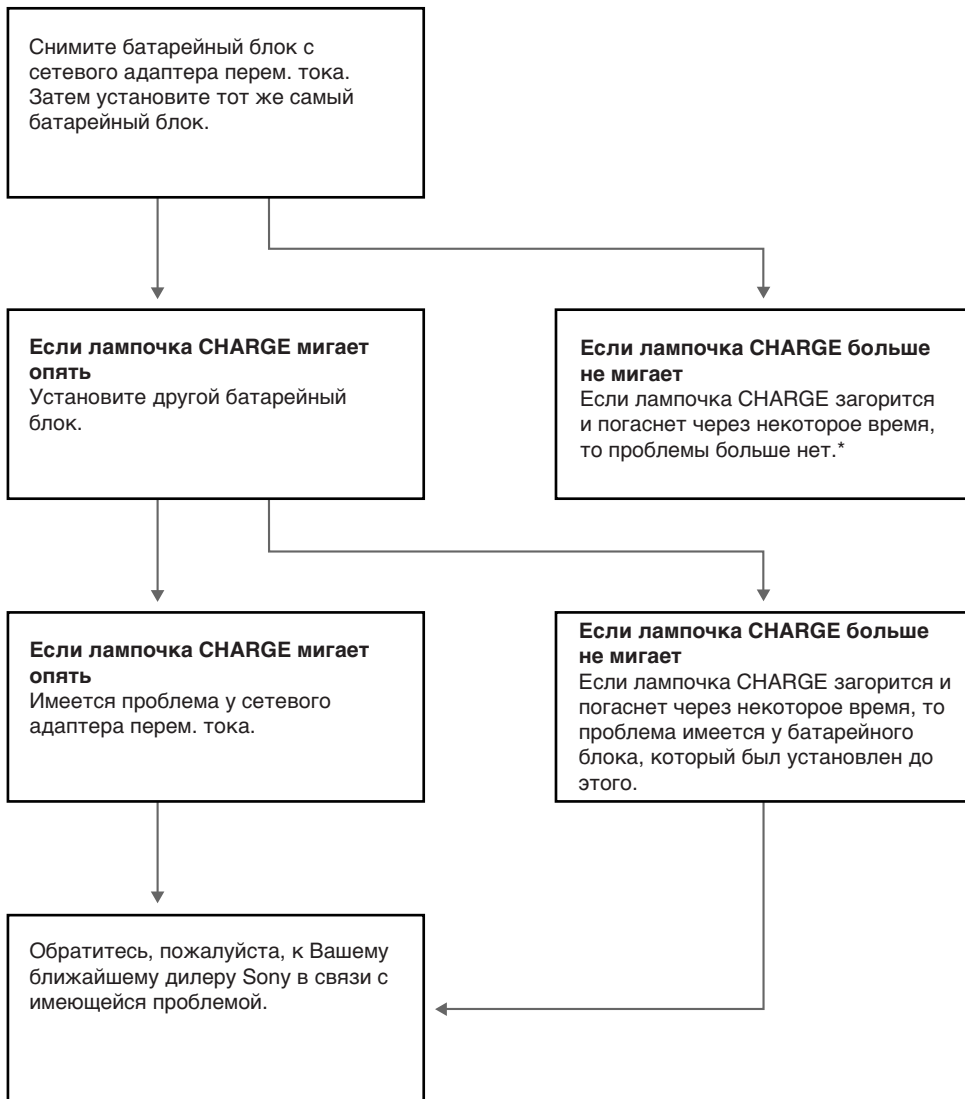 Снимите батарейный блок с
сетевого адаптера перем. тока.
Затем установите тот же самый
батарейный блок.
Если лампочка CHARGE мигает
опять
Установите другой батарейный
блок.
Если лампочка CHARGE больше
не мигает
Если лампочка CHARGE загорится
и погаснет через некоторое время,
то проблемы больше нет.*
Если лампочка CHARGE мигает
опять
Имеется проблема у сетевого
адаптера перем. тока.
Если лампочка CHARGE больше
не мигает
Если лампочка CHARGE загорится и
погаснет через некоторое время, то
проблема имеется у батарейного
блока, который был установлен до
этого.
Обратитесь, пожалуйста, к Вашему
ближайшему дилеру Sony в связи с
имеющейся проблемой.